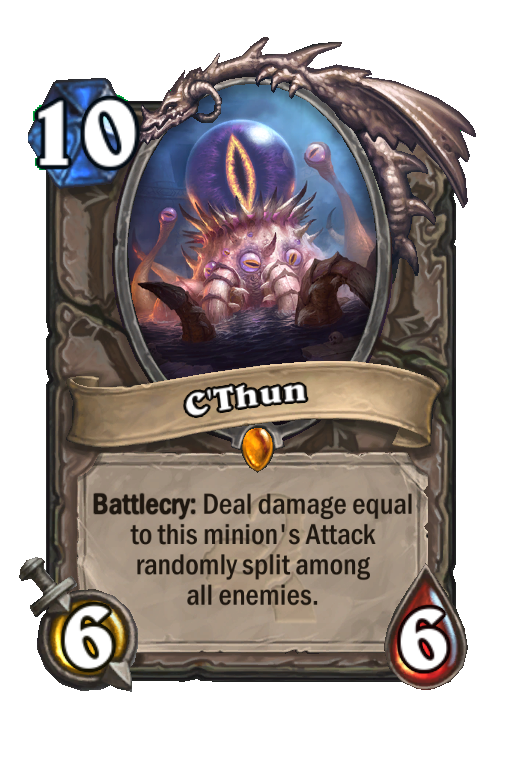 10
C'Thun
Battlecry: Deal damage equal
to this minion's Attack
randomly split among
all enemies.
6
6